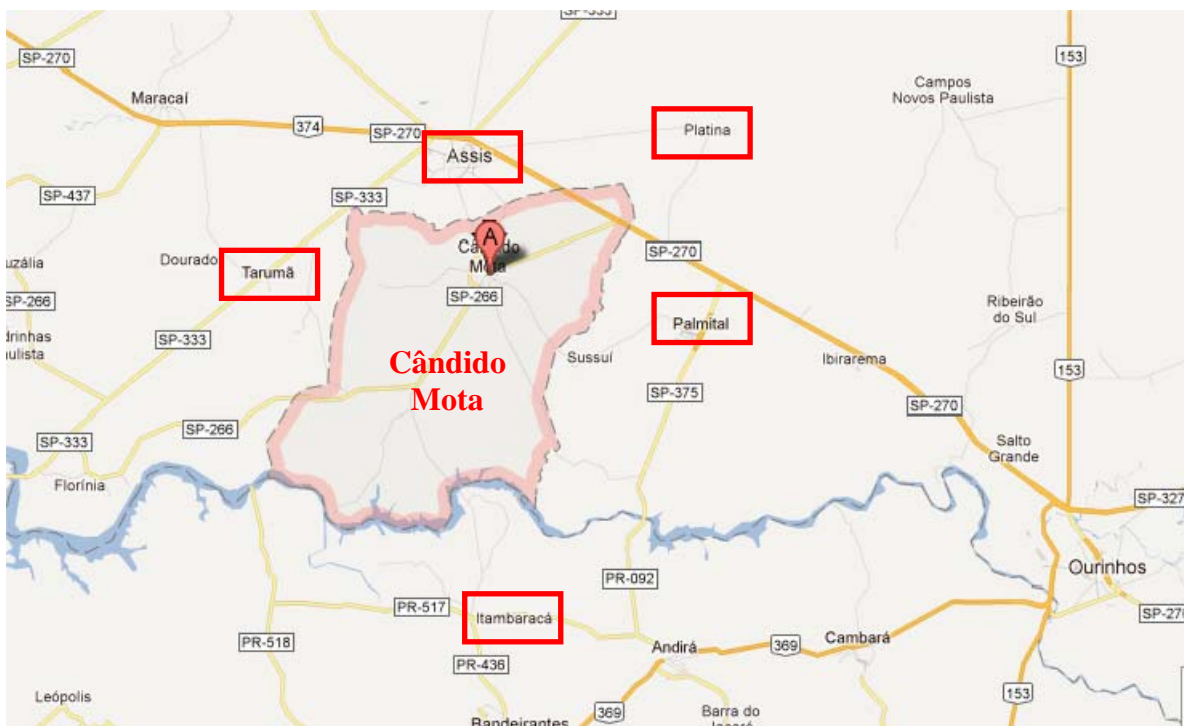 SP-333
SP-270
153
Campos
Novos Paulista
Maracaí
374
SP-270
Platina
Assis
SP-437
SP-333
A
Cândido
Mota
SP-270
Dourado
Tarumã
SP-266
SP-266
Ribeirão
do Sul
Palmital
SP-333
Sussuí
Ibirarema
153
Cândido
Mota
SP-375
SP-270
SP-266
SP-333
Salto
Grande
Florínia
SP-327
Ourinhos
PR-092
PR-517
Itambaracá
SP-270
PR-518
Andirá
369
Cambará
PR-436
Leópolis
153
369
Barra do
Bandeirantes